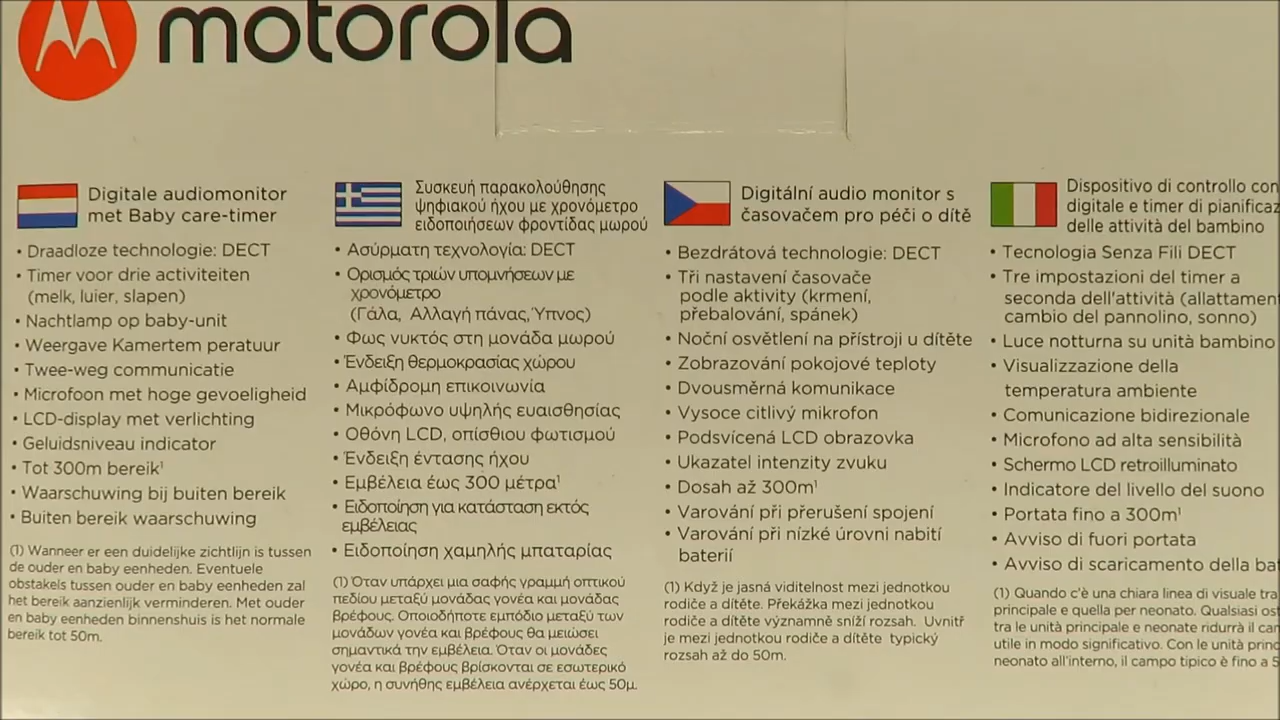 motorola
Digitale audiomonitor
met Baby care-timer
• Draadloze technologie: DECT
• Timer voor drie activiteiten
(melk, luier, slapen)
• Nachtlamp op baby-unit
• Weergave Kamertem peratuur
• Twee-weg communicatie
• Microfoon met hoge gevoeligheid
• LCD-display met verlichting
• Geluidsniveau indicator
• Tot 300m bereik¹
• Waarschuwing bij buiten bereik
• Buiten bereik waarschuwing
(1) Wanneer er een duidelijke zichtlijn is tussen
de ouder en baby eenheden. Eventuele
obstakels tussen ouder en baby eenheden zal
het bereik aanzienlijk verminderen. Met ouder
en baby eenheden binnenshuis is het normale
bereik tot 50m.
Συσκευή παρακολούθησης
ψηφιακού ήχου με χρονόμετρο
ειδοποιήσεων φροντίδας μωρού
• Ασύρματη τεχνολογία: DECT
• Ορισμός τριών υπομνήσεων με
χρονόμετρο
(Γάλα, Αλλαγή πάνας, Ύπνος)
• Φως νυκτός στη μονάδα μωρού
• Ένδειξη θερμοκρασίας χώρου
• Αμφίδρομη επικοινωνία
• Μικρόφωνο υψηλής ευαισθησίας
• Οθόνη LCD, οπίσθιου φωτισμού
• Ένδειξη έντασης ήχου
• Εμβέλεια έως 300 μέτρα¹
• Ειδοποίηση για κατάσταση εκτός
εμβέλειας
• Ειδοποίηση χαμηλής μπαταρίας
(1) Όταν υπάρχει μια σαφής γραμμή οπτικού
πεδίου μεταξύ μονάδας γονέα και μονάδας
βρέφους. Οποιοδήποτε εμπόδιο μεταξύ των
μονάδων γονέα και βρέφους θα μειώσει
σημαντικά την εμβέλεια. Όταν οι μονάδες
γονέα και βρέφους βρίσκονται σε εσωτερικό
χώρο, η συνήθης εμβέλεια ανέρχεται έως 50μ.
Digitální audio monitor s
časovačem pro péči o dítě
• Bezdrátová technologie: DECT
• Tři nastavení časovače
podle aktivity (krmení,
přebalování, spánek)
• Noční osvětlení na přístroji u dítěte
• Zobrazování pokojové teploty
• Dvousměrná komunikace
• Vysoce citlivý mikrofon
• Podsvícená LCD obrazovka
• Ukazatel intenzity zvuku
• Dosah až 300m¹
• Varování při přerušení spojení
• Varování při nízké úrovni nabití
baterií
(1) Když je jasná viditelnost mezi jednotkou
rodiče a dítěte. Překážka mezi jednotkou
rodiče a dítěte významně sníží rozsah. Uvnitř
je mezi jednotkou rodiče a dítěte typický
rozsah až do 50m.
Dispositivo di controllo con
digitale e timer di pianificaz
delle attività del bambino
• Tecnologia Senza Fili DECT
• Tre impostazioni del timer a
seconda dell'attività (allattamen
cambio del pannolino, sonno)
• Luce notturna su unità bambino
• Visualizzazione della
temperatura ambiente
• Comunicazione bidirezionale
• Microfono ad alta sensibilità
• Schermo LCD retroilluminato
• Indicatore del livello del suono
• Portata fino a 300m¹
• Avviso di fuori portata
• Avviso di scaricamento della bat
(1) Quando c'è una chiara linea di visuale tra
principale e quella per neonato. Qualsiasi ost
tra le unità principale e neonate ridurrà il cam
utile in modo significativo. Con le unità princ
neonato all'interno, il campo tipico è fino a 5